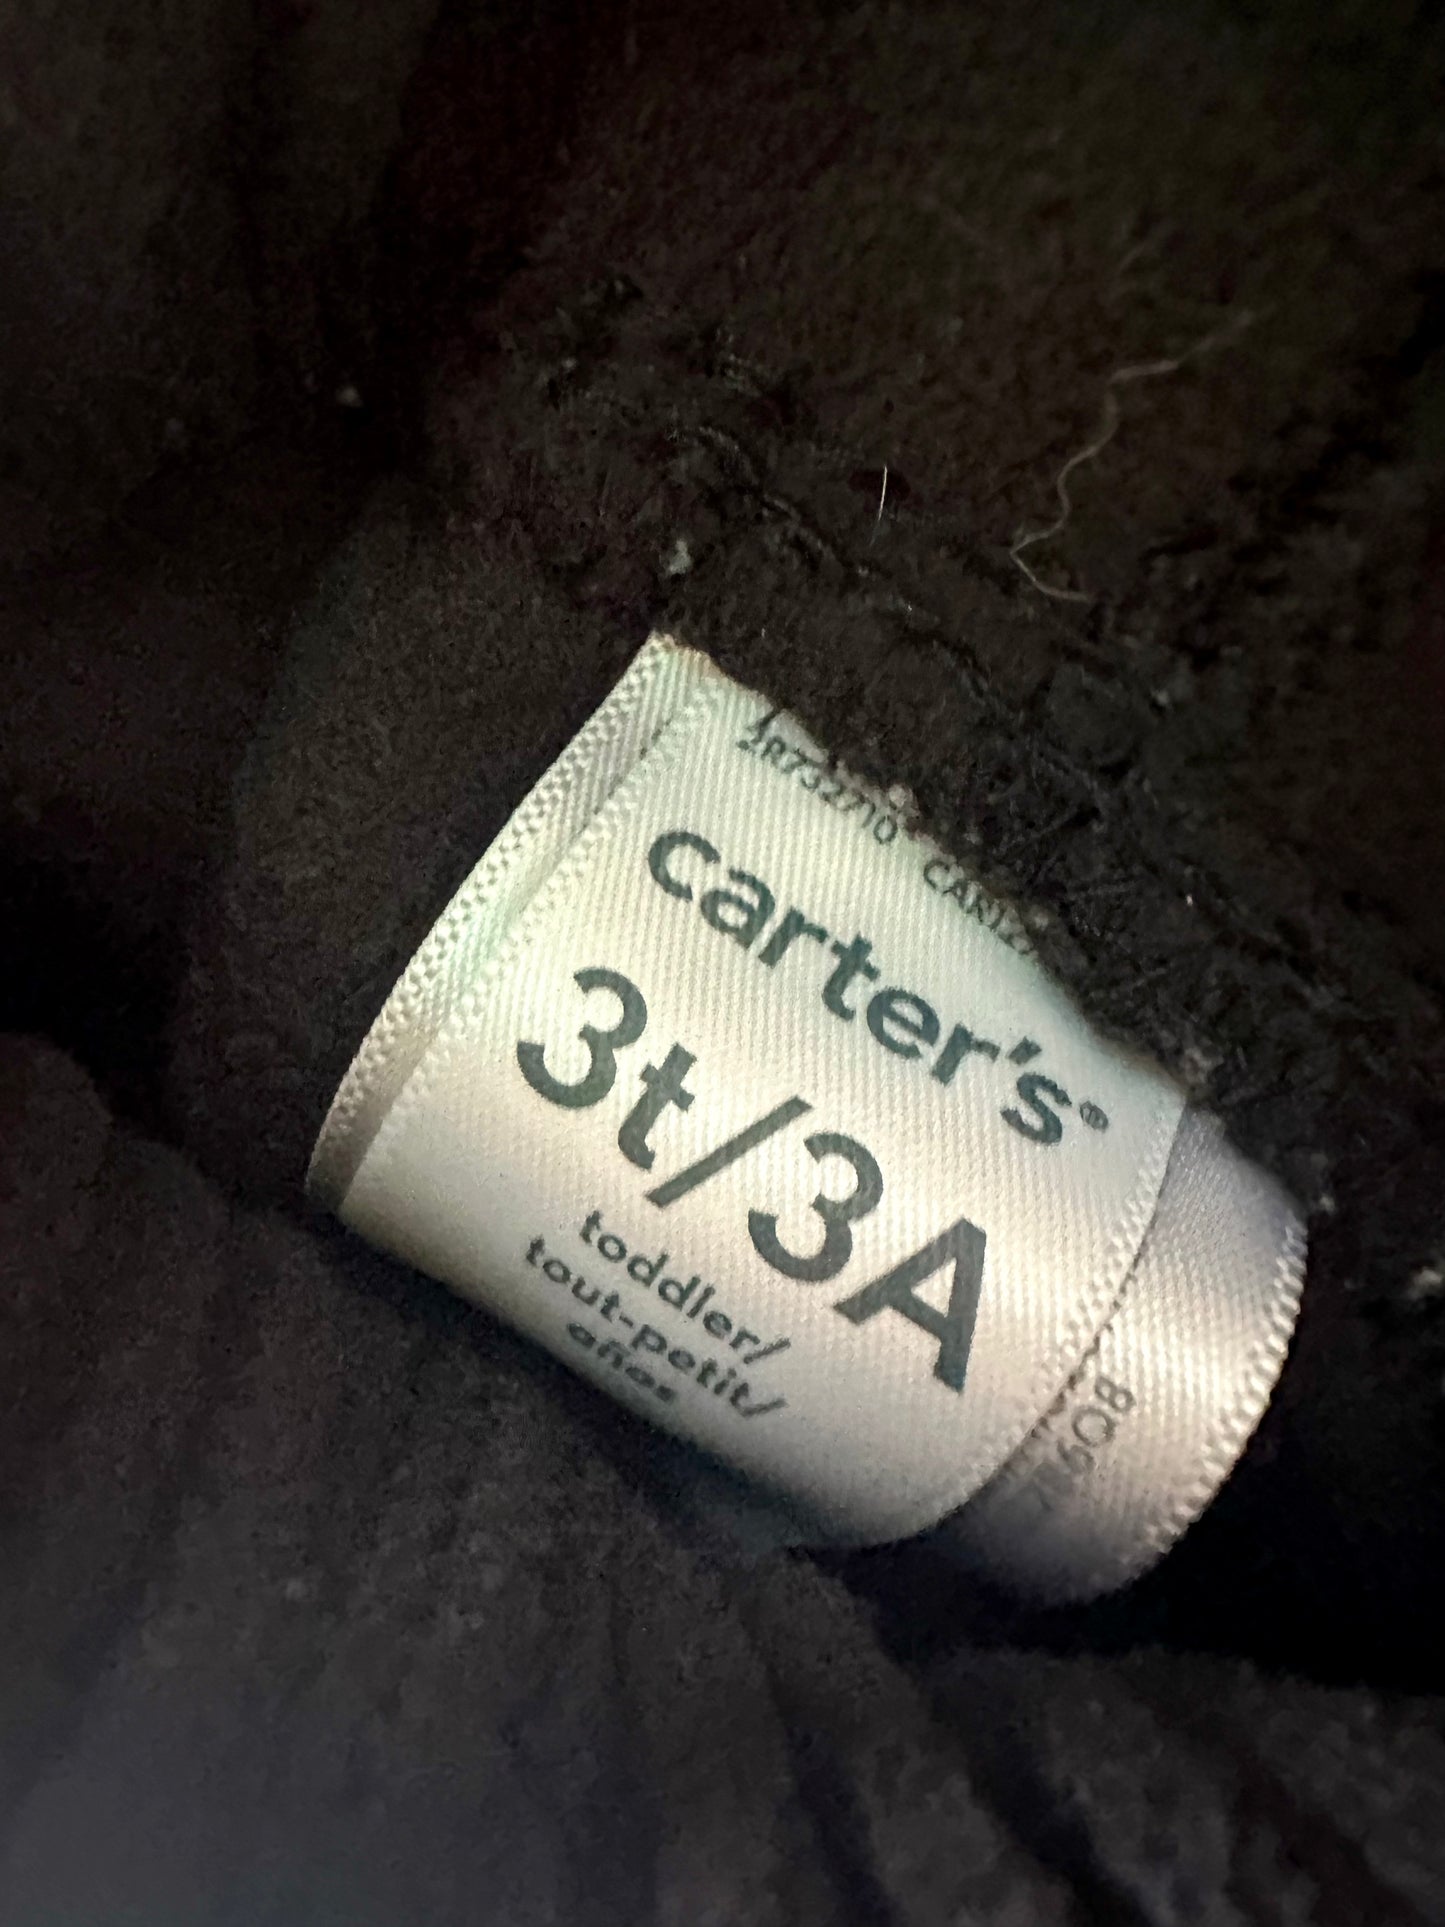 carter's®
3t/3A
toddler/
tout-petit/
años